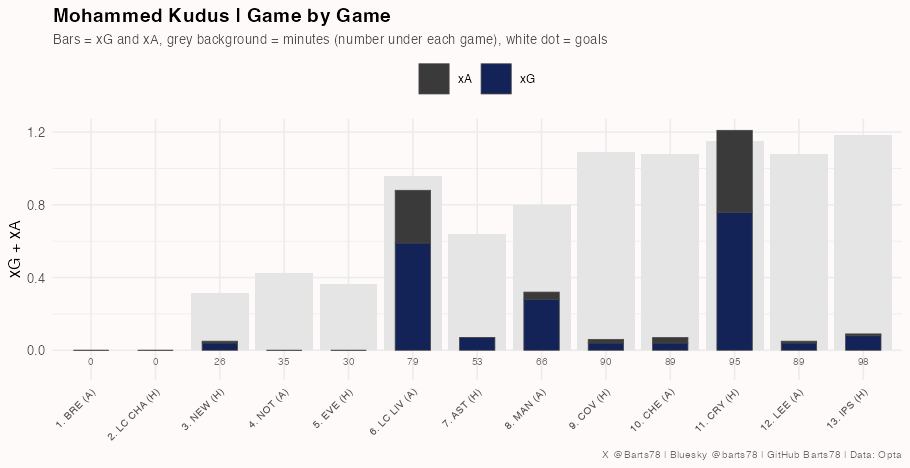 Mohammed Kudus | Game by Game
Bars = xG and xA, grey background = minutes (number under each game), white dot = goals
xA xG
xG + xA
1.2
0.8
0.4
0.0
0 0 26 35 30 79 53 66 90 89 95 89 98
1. BRE (A)
2. LC CHA (H)
3. NEW (H)
4. NOT (A)
5. EVE (H)
6. LC LIV (A)
7. AST (H)
8. MAN (A)
9. COV (H)
10. CHE (A)
11. CRY (H)
12. LEE (A)
13. IPS (H)
X @Barts78 | Bluesky @barts78 | GitHub Barts78 | Data: Opta